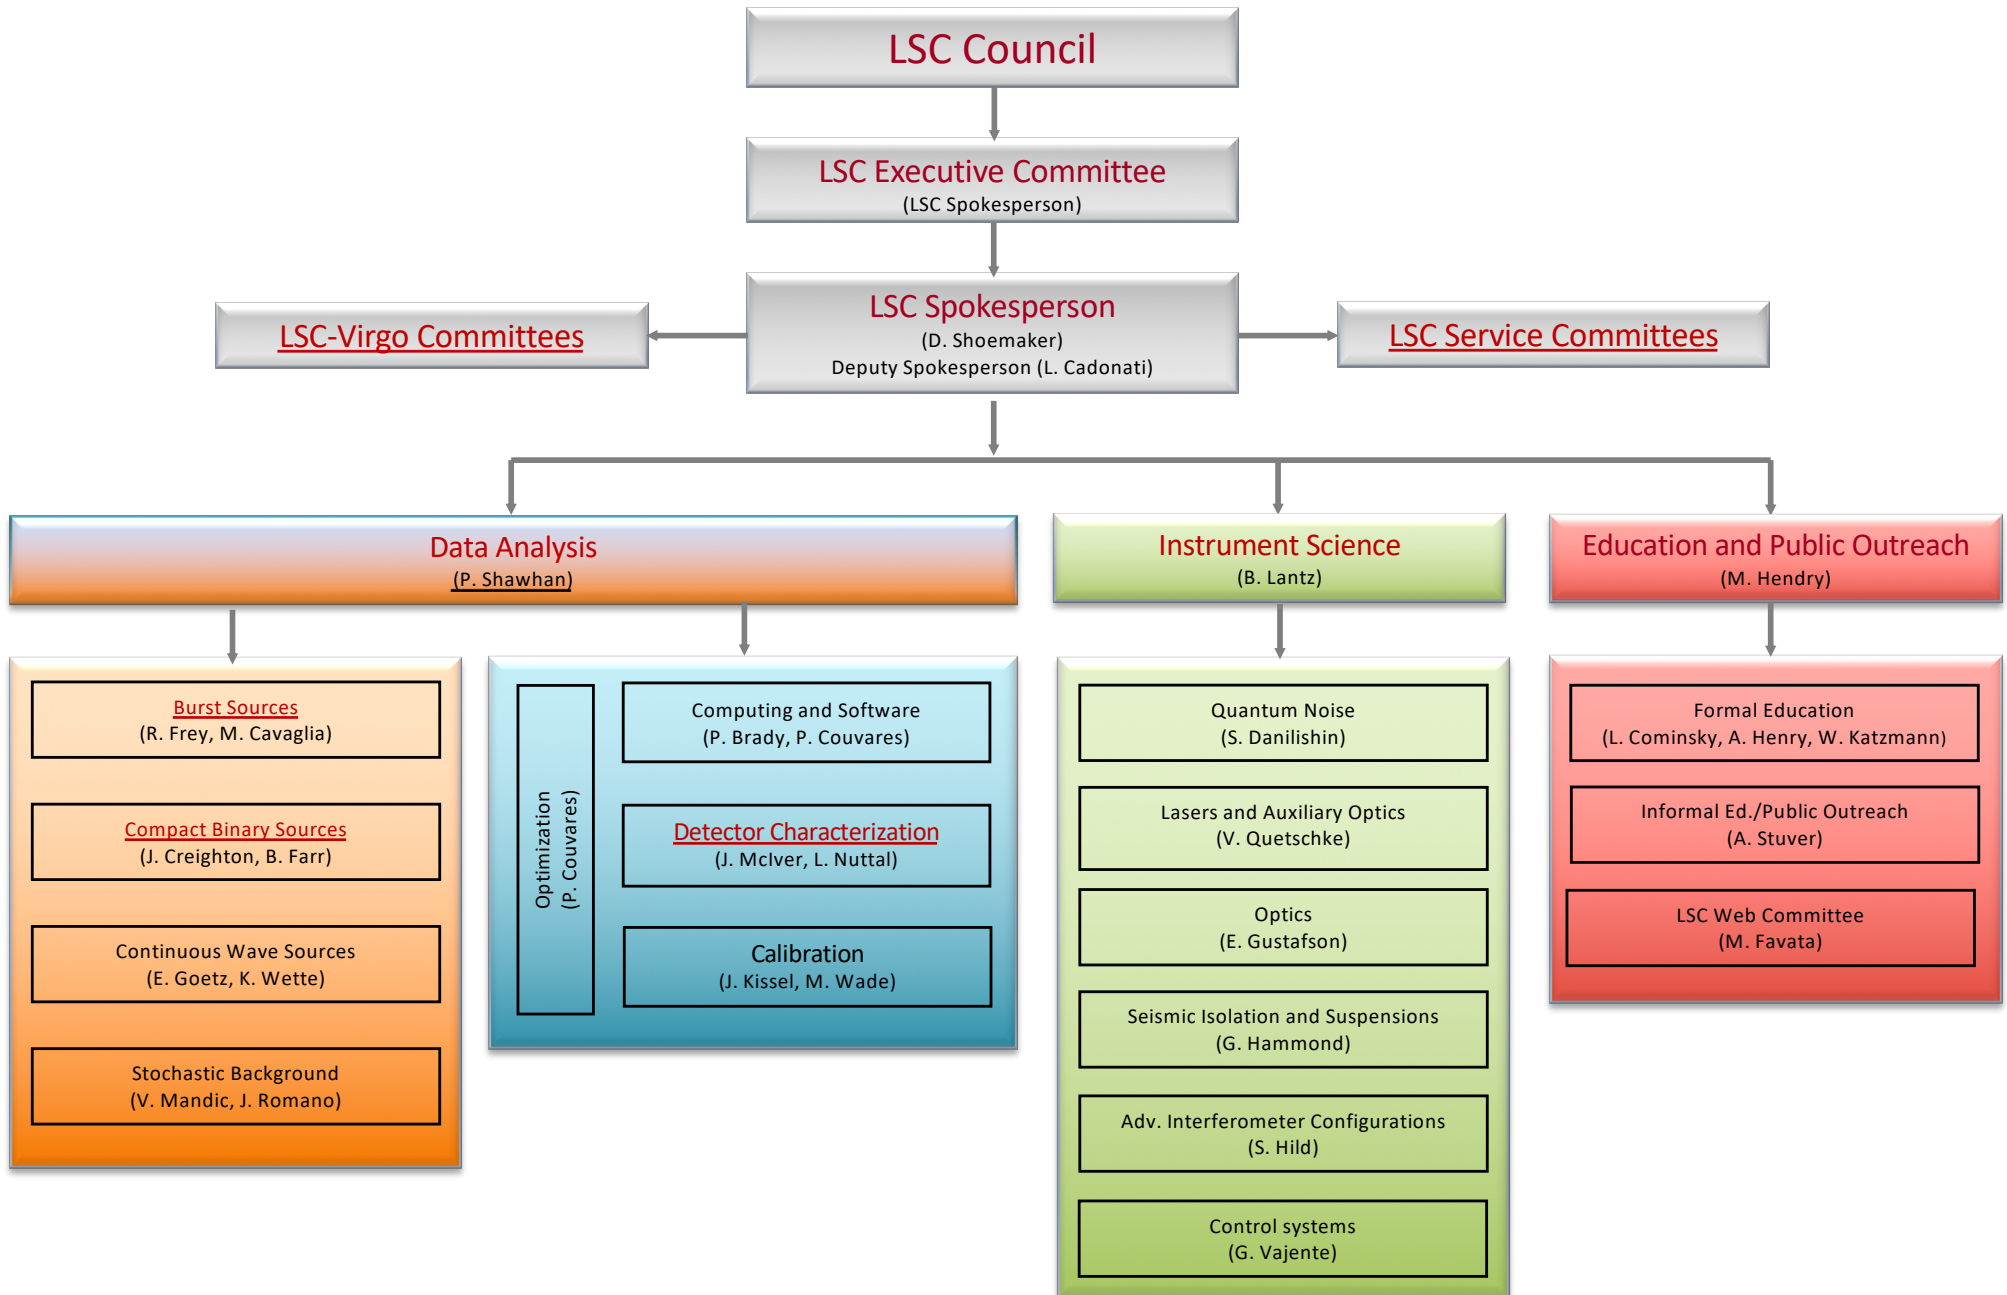 LSC Council
LSC Executive Committee
(LSC Spokesperson)
LSC Spokesperson
(D. Shoemaker)
Deputy Spokesperson (L. Cadonati)
LSC-Virgo Committees
LSC Service Committees
Data Analysis
(P. Shawhan)
Instrument Science
(B. Lantz)
Education and Public Outreach
(M. Hendry)
Burst Sources
(R. Frey, M. Cavaglia)
Compact Binary Sources
(J. Creighton, B. Farr)
Continuous Wave Sources
(E. Goetz, K. Wette)
Stochastic Background
(V. Mandic, J. Romano)
Optimization
(P. Couvares)
Computing and Software
(P. Brady, P. Couvares)
Detector Characterization
(J. McIver, L. Nuttal)
Calibration
(J. Kissel, M. Wade)
Quantum Noise
(S. Danilishin)
Lasers and Auxiliary Optics
(V. Quetschke)
Optics
(E. Gustafson)
Seismic Isolation and Suspensions
(G. Hammond)
Adv. Interferometer Configurations
(S. Hild)
Control systems
(G. Vajente)
Formal Education
(L. Cominsky, A. Henry, W. Katzmann)
Informal Ed./Public Outreach
(A. Stuver)
LSC Web Committee
(M. Favata)